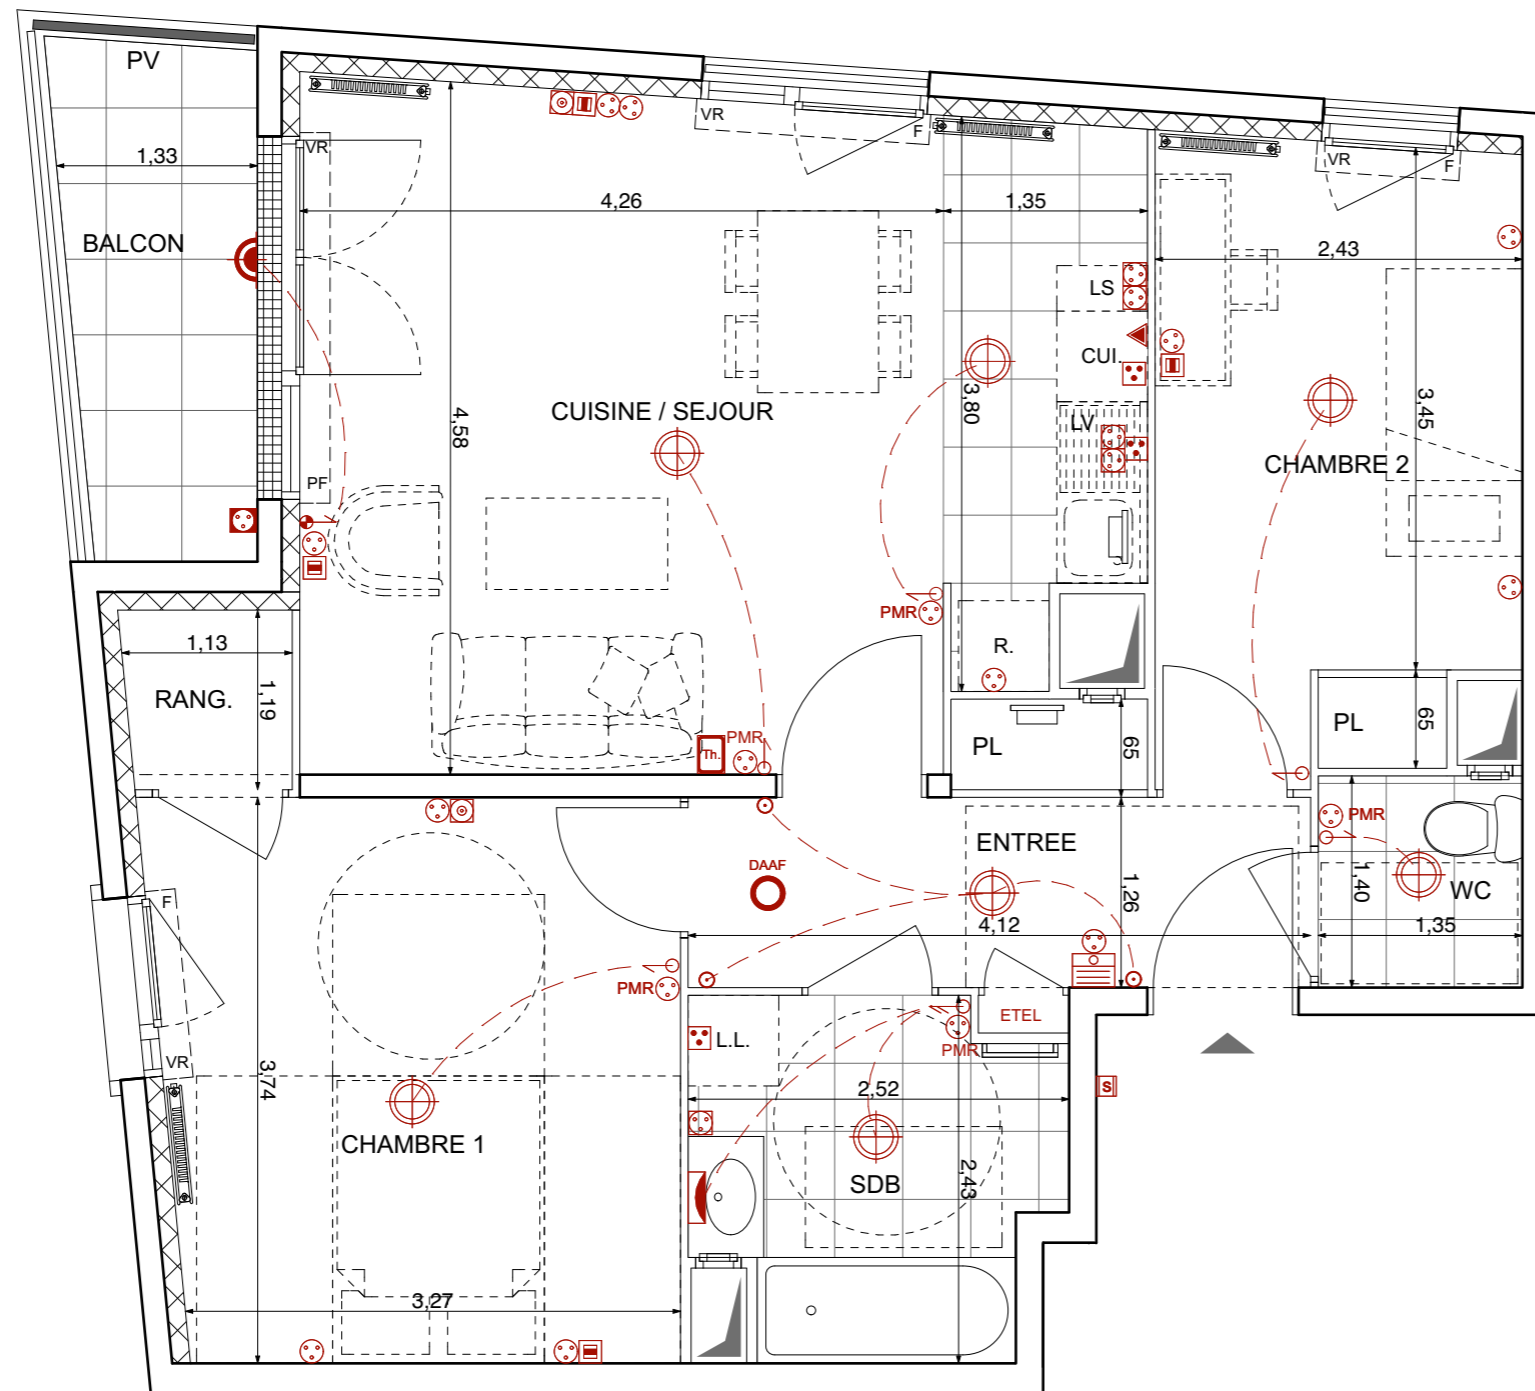 PV
VR
F
VR
F
1,33
VR
4,26
1,35
2,43
BALCON
LS
CUI.
3,80
3,45
4,58
CUISINE / SEJOUR
LV
CHAMBRE 2
PF
PMR
R.
1,13
RANG.
1,19
PMR
Th.
PL
65
PL
65
PMR
ENTREE
DAAF
1,26
1,40
WC
F
4,12
1,35
PMR
ETEL
L.L.
PMR
VR
3,74
2,52
S
CHAMBRE 1
SDB
2,43
3,27